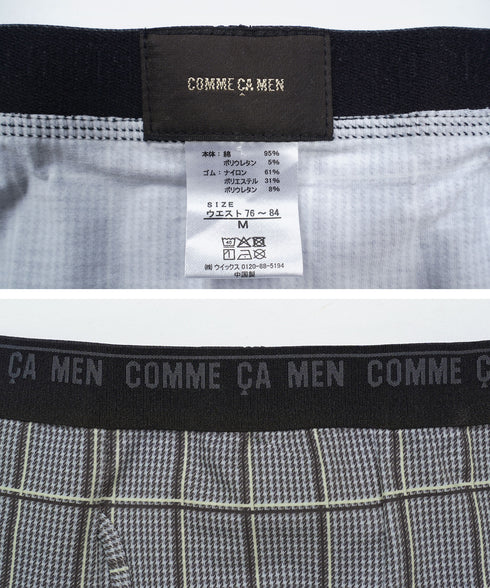 COMME ÇA MEN
本体：綿 95%
ポリウレタン 5%
ゴム：ナイロン 61%
ポリエステル 31%
ポリウレタン 8%
SIZE
ウエスト 76～84
M
㈱ウイックス 0120-88-5194
中国製
ÇA MEN COMME ÇA MEN COMME Ç